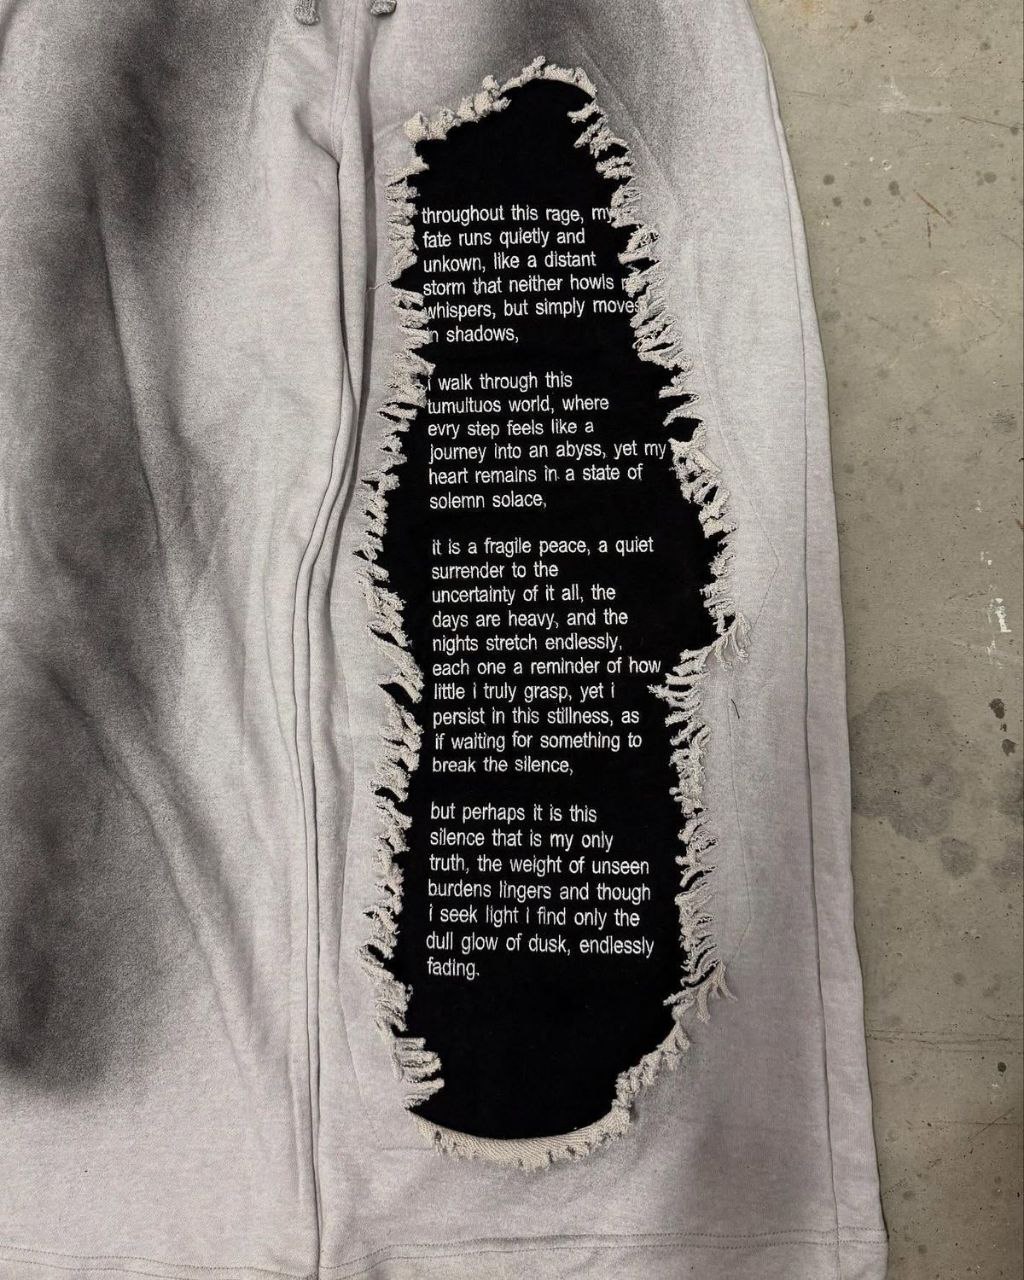 throughout this rage, my
fate runs quietly and
unkown, like a distant
storm that neither howls
whispers, but simply moves
in shadows,
i walk through this
tumultuos world, where
evry step feels like a
journey into an abyss, yet my
heart remains in a state of
solemn solace,
it is a fragile peace, a quiet
surrender to the
uncertainty of it all, the
days are heavy, and the
nights stretch endlessly,
each one a reminder of how
little i truly grasp, yet i
persist in this stillness, as
if waiting for something to
break the silence,
but perhaps it is this
silence that is my only
truth, the weight of unseen
burdens lingers and though
i seek light i find only the
dull glow of dusk, endlessly
fading.